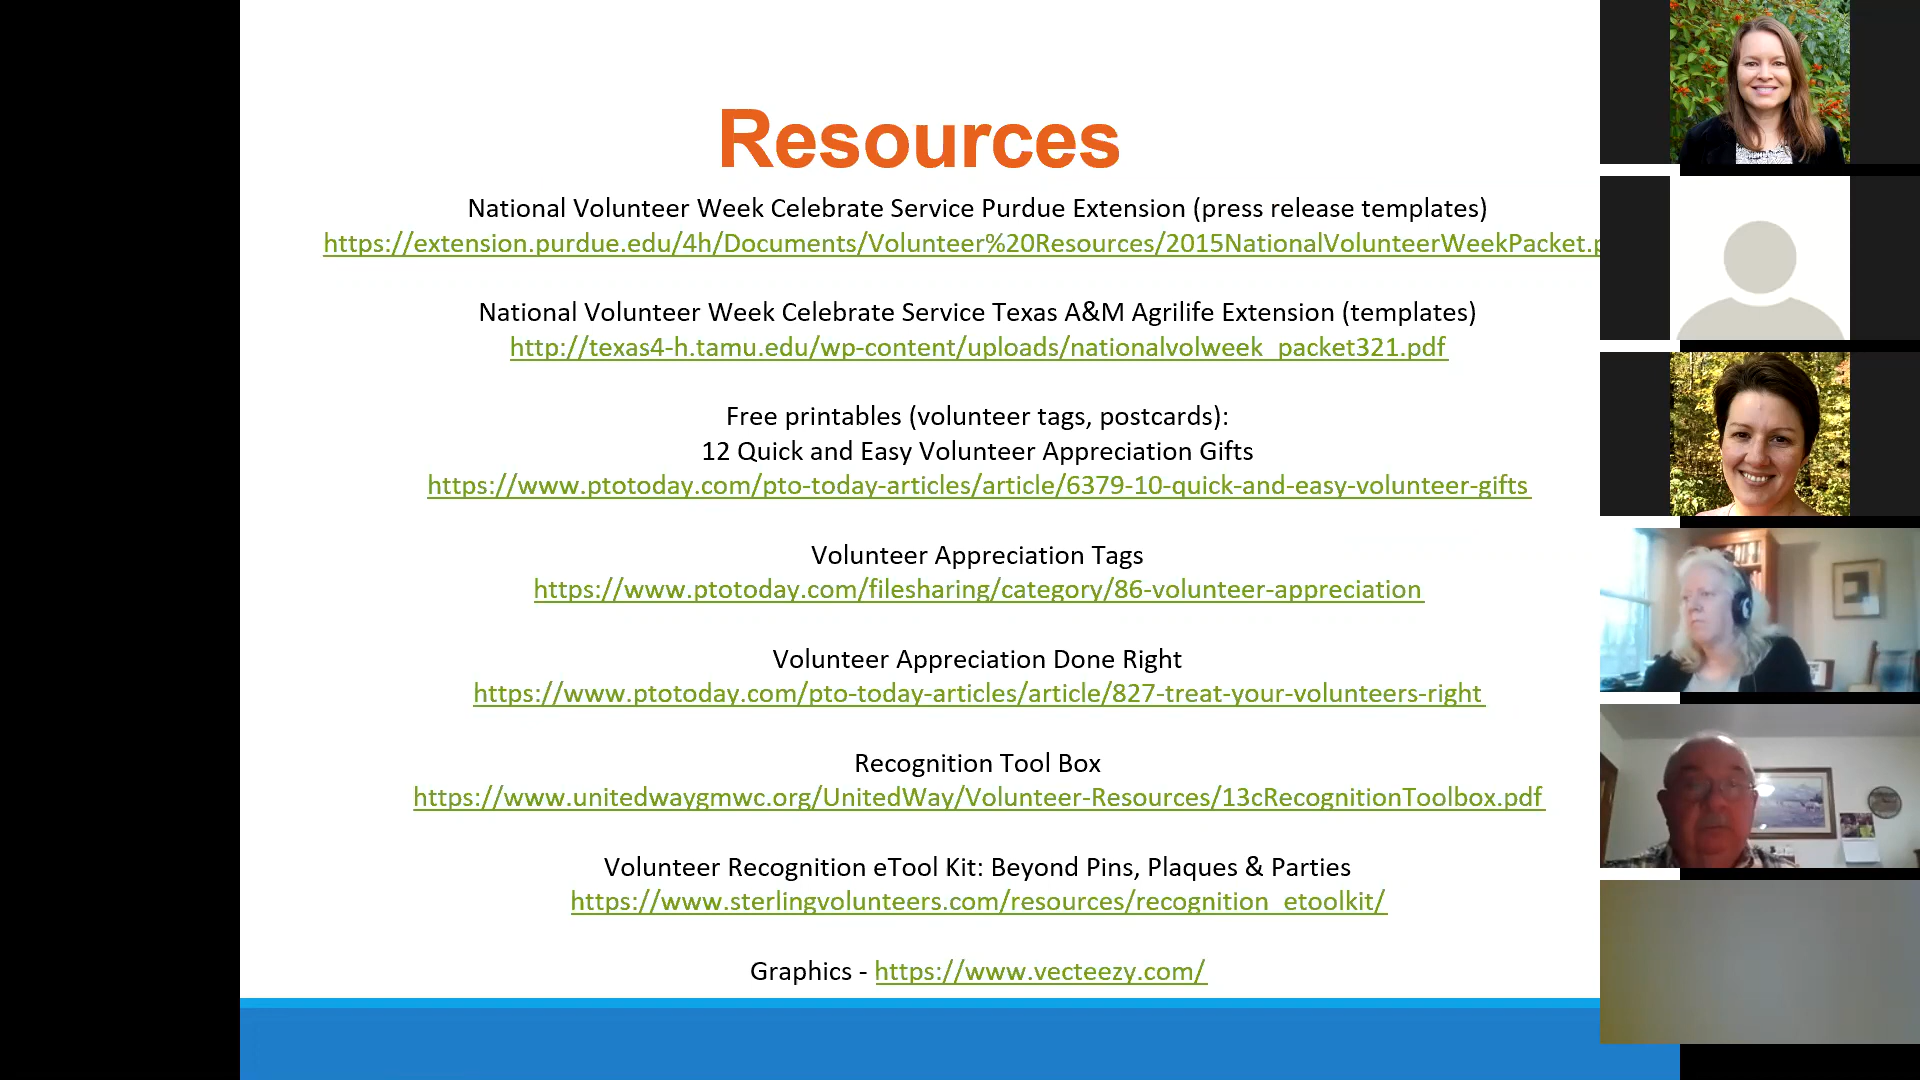 Resources
National Volunteer Week Celebrate Service Purdue Extension (press release templates)
https://extension.purdue.edu/4h/Documents/Volunteer%20Resources/2015NationalVolunteerWeekPacket.p
National Volunteer Week Celebrate Service Texas A&M Agrilife Extension (templates)
http://texas4-h.tamu.edu/wp-content/uploads/nationalvolweek_packet321.pdf
Free printables (volunteer tags, postcards):
12 Quick and Easy Volunteer Appreciation Gifts
https://www.ptotoday.com/pto-today-articles/article/6379-10-quick-and-easy-volunteer-gifts
Volunteer Appreciation Tags
https://www.ptotoday.com/filesharing/category/86-volunteer-appreciation
Volunteer Appreciation Done Right
https://www.ptotoday.com/pto-today-articles/article/827-treat-your-volunteers-right
Recognition Tool Box
https://www.unitedwaygmwc.org/UnitedWay/Volunteer-Resources/13cRecognitionToolbox.pdf
Volunteer Recognition eTool Kit: Beyond Pins, Plaques & Parties
https://www.sterlingvolunteers.com/resources/recognition_etoolkit/
Graphics - https://www.vecteezy.com/